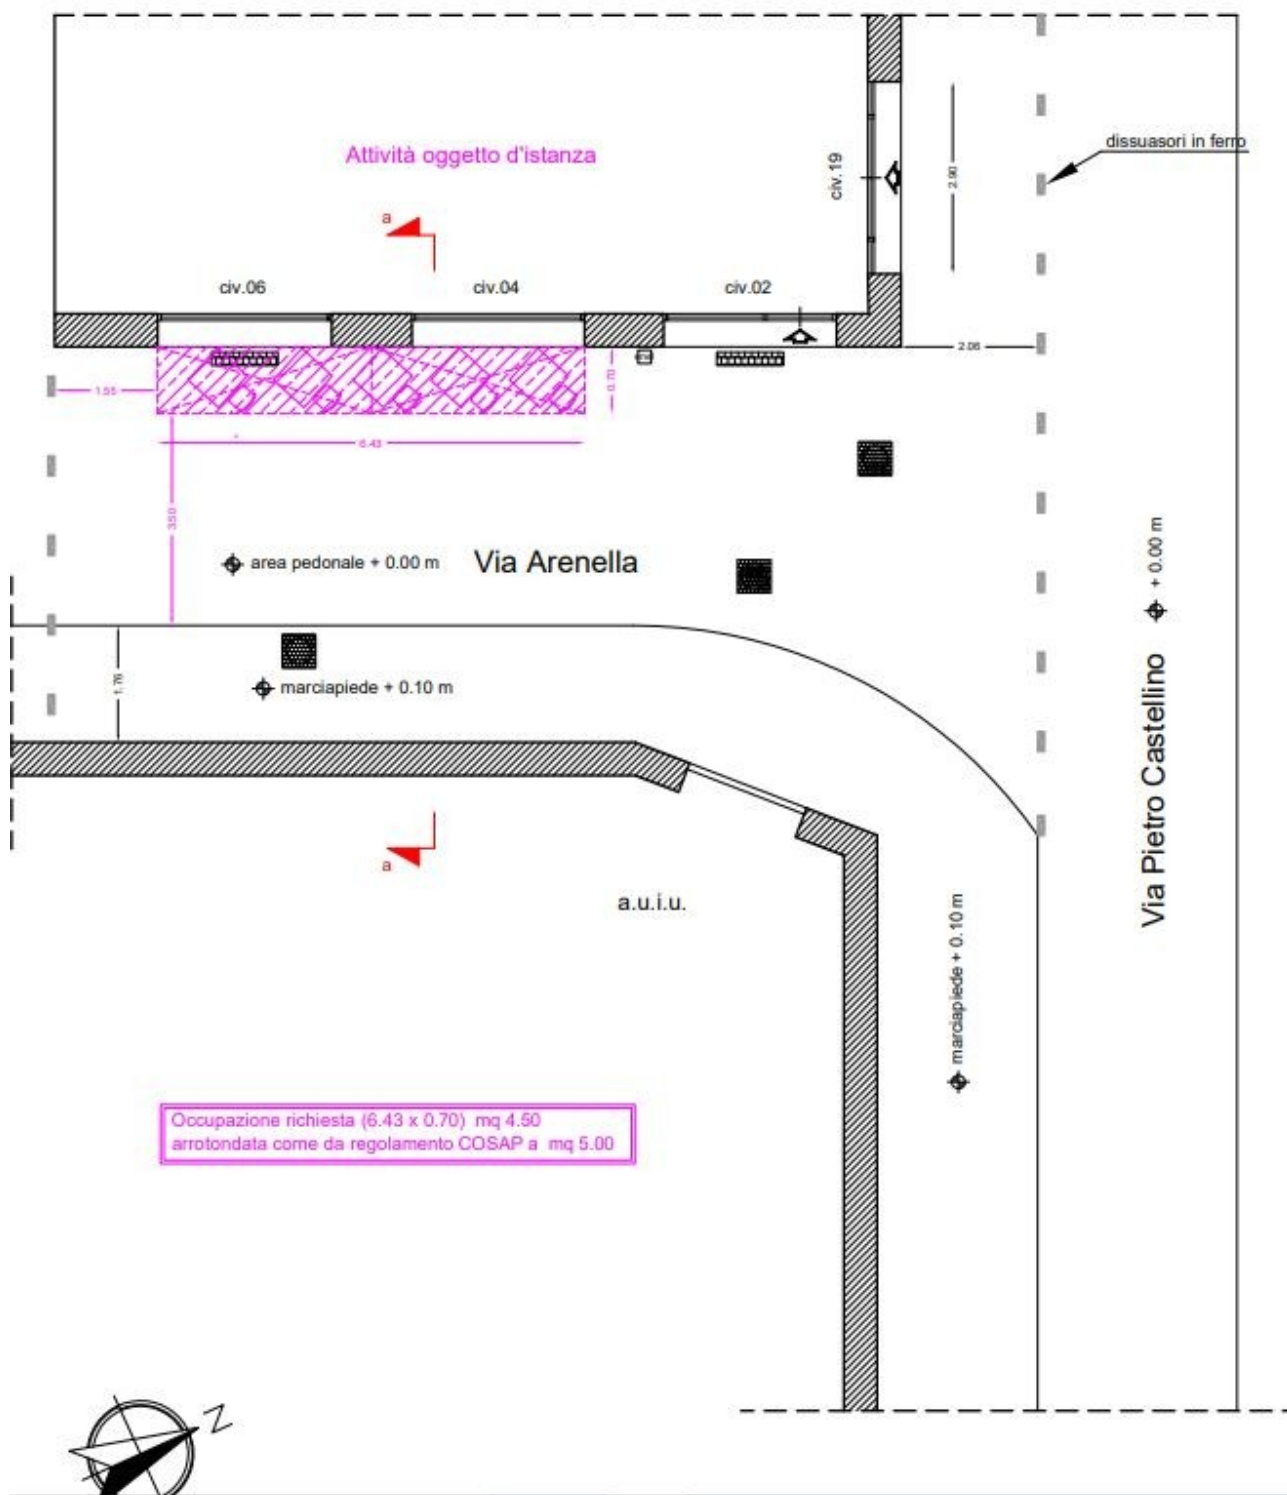 Attività oggetto d'istanza
civ.19
2.90
dissuasori in ferro
a
civ.06
civ.04
civ.02
2.06
1.55
0.70
6.43
3.50
area pedonale + 0.00 m
Via Arenella
+ 0.00 m
1.76
marciapiede + 0.10 m
Via Pietro Castellino
a
a.u.i.u.
marciapiede + 0.10 m
Occupazione richiesta (6.43 x 0.70) mq 4.50
arrotondata come da regolamento COSAP a mq 5.00
N